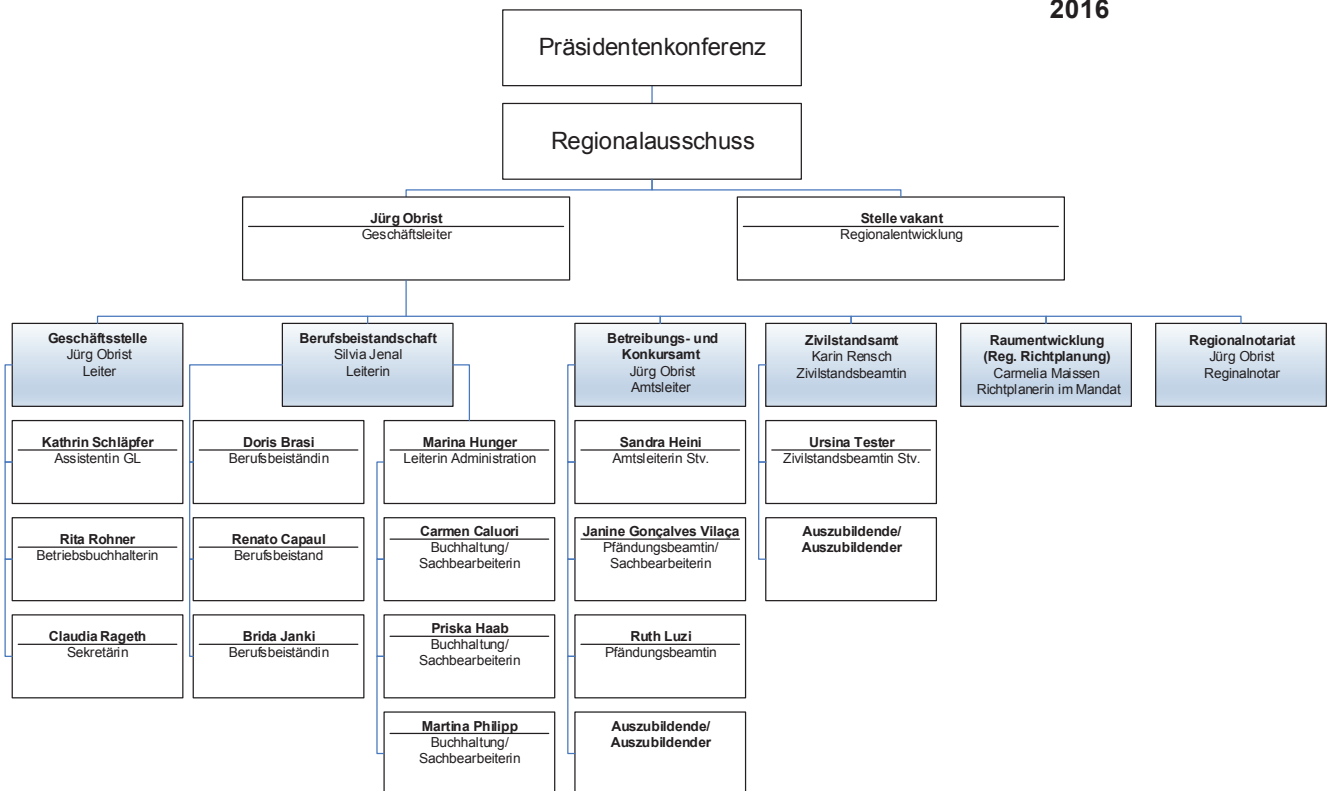 2016
Präsidentenkonferenz
Regionalausschuss
Jürg Obrist
Geschäftsleiter
Stelle vakant
Regionalentwicklung
Geschäftsstelle
Jürg Obrist
Leiter
Berufsbeistandschaft
Silvia Jenal
Leiterin
Betreibungs- und
Konkursamt
Jürg Obrist
Amtsleiter
Zivilstandsamt
Karin Rensch
Zivilstandsbeamtin
Raumentwicklung
(Reg. Richtplanung)
Carmelia Maissen
Richtplanerin im Mandat
Regionalnotariat
Jürg Obrist
Reginalnotar
Kathrin Schläpfer
Assistentin GL
Doris Brasi
Berufsbeiständin
Marina Hunger
Leiterin Administration
Sandra Heini
Amtsleiterin Stv.
Ursina Tester
Zivilstandsbeamtin Stv.
Rita Rohner
Betriebsbuchhalterin
Renato Capaul
Berufsbeistand
Carmen Caluori
Buchhaltung/
Sachbearbeiterin
Janine Gonçalves Vilaça
Pfändungsbeamtin/
Sachbearbeiterin
Auszubildende/
Auszubildender
Claudia Rageth
Sekretärin
Brida Janki
Berufsbeiständin
Priska Haab
Buchhaltung/
Sachbearbeiterin
Ruth Luzi
Pfändungsbeamtin
Martina Philipp
Buchhaltung/
Sachbearbeiterin
Auszubildende/
Auszubildender